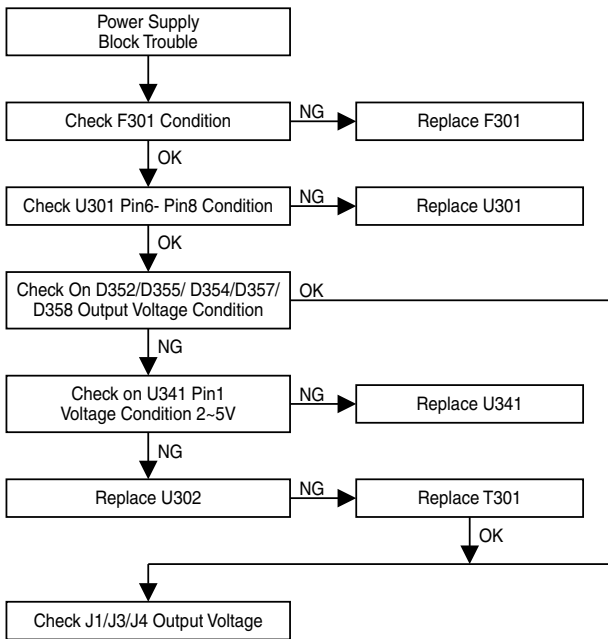 Power Supply
Block Trouble
Check F301 Condition
NG
Replace F301
OK
Check U301 Pin6- Pin8 Condition
NG
Replace U301
OK
Check On D352/D355/ D354/D357/
D358 Output Voltage Condition
OK
NG
Check on U341 Pin1
Voltage Condition 2~5V
NG
Replace U341
NG
Replace U302
NG
Replace T301
OK
Check J1/J3/J4 Output Voltage